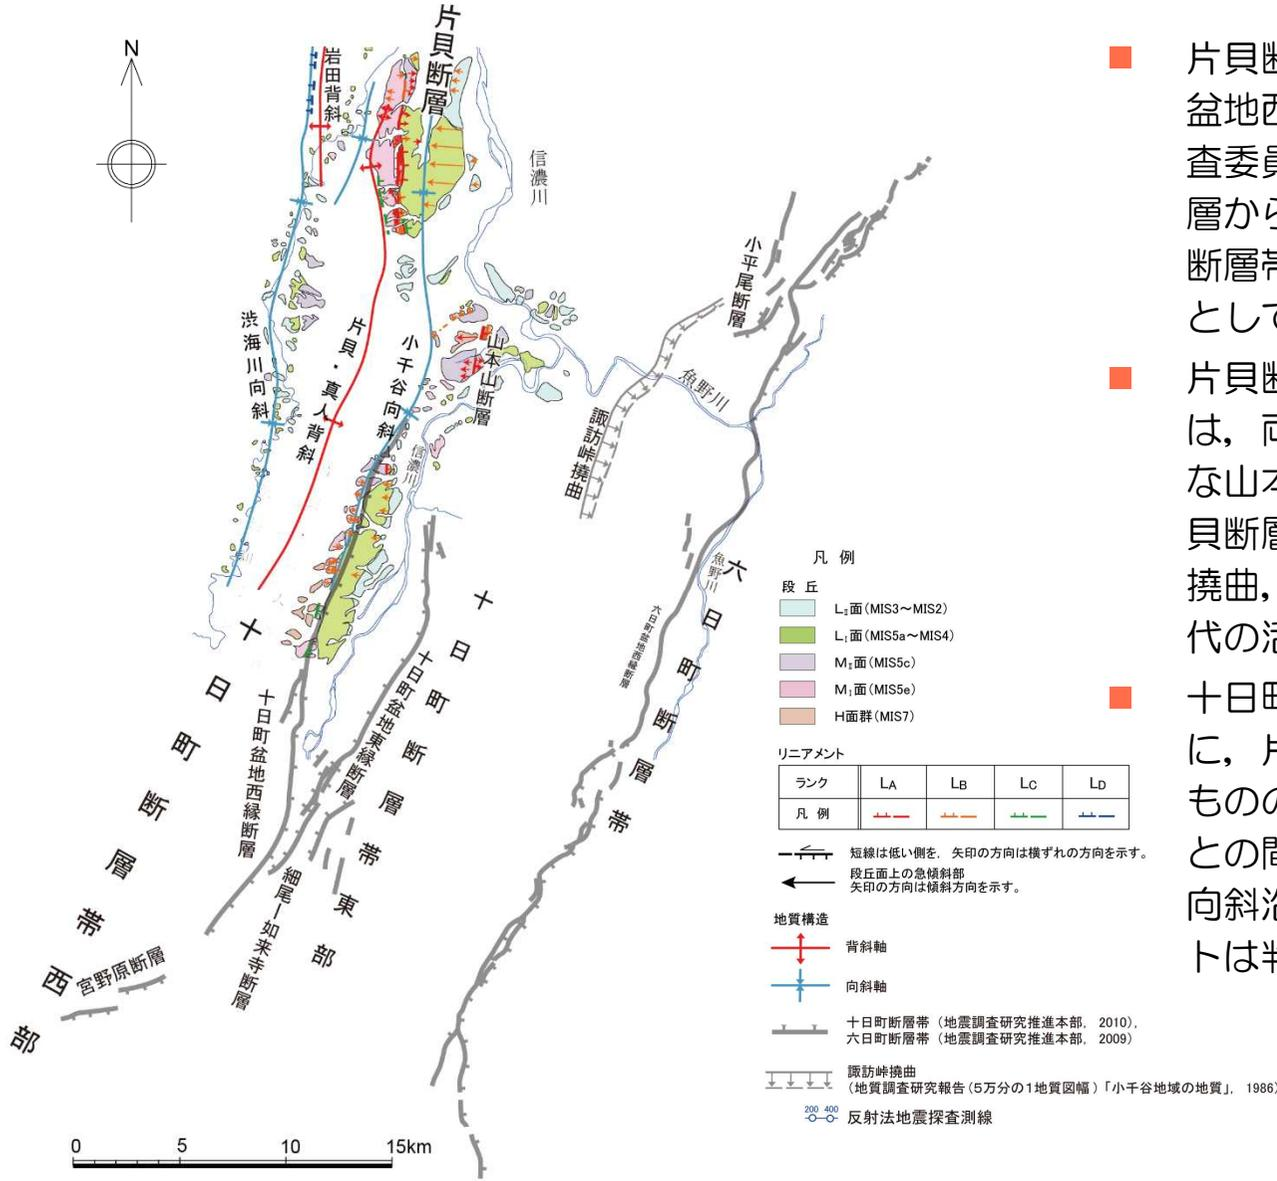 N
岩田背斜
片貝断層
信濃川
小平尾断層
渋海川向斜
片貝・真人背斜
小千谷向斜
山本山断層
魚野川
諏訪峠撓曲
信濃川
魚野川
六日町断層帯
六日町盆地西縁断層
十日町断層帯西部
十日町盆地西縁断層
十日町盆地東縁断層
十日町断層帯東部
細尾ー如来寺断層
宮野原断層
0 5 10 15km
凡 例
段 丘
LⅡ面(MIS3～MIS2)
LⅠ面(MIS5a～MIS4)
MⅡ面(MIS5c)
MⅠ面(MIS5e)
H面群(MIS7)
リニアメント
ランク LA LB LC LD
凡 例
短線は低い側を，矢印の方向は横ずれの方向を示す。
段丘面上の急傾斜部
矢印の方向は傾斜方向を示す。
地質構造
背斜軸
向斜軸
十日町断層帯（地震調査研究推進本部，2010），
六日町断層帯（地震調査研究推進本部，2009）
諏訪峠撓曲
（地質調査研究報告（5万分の1地質図幅）「小千谷地域の地質」，1986）
200 400
反射法地震探査測線
片貝断
盆地西
査委員
層から
断層帯
として
片貝断
は，両
な山本
貝断層
撓曲，
代の活
十日町
に，片
ものの
との間
向斜沿
トは半